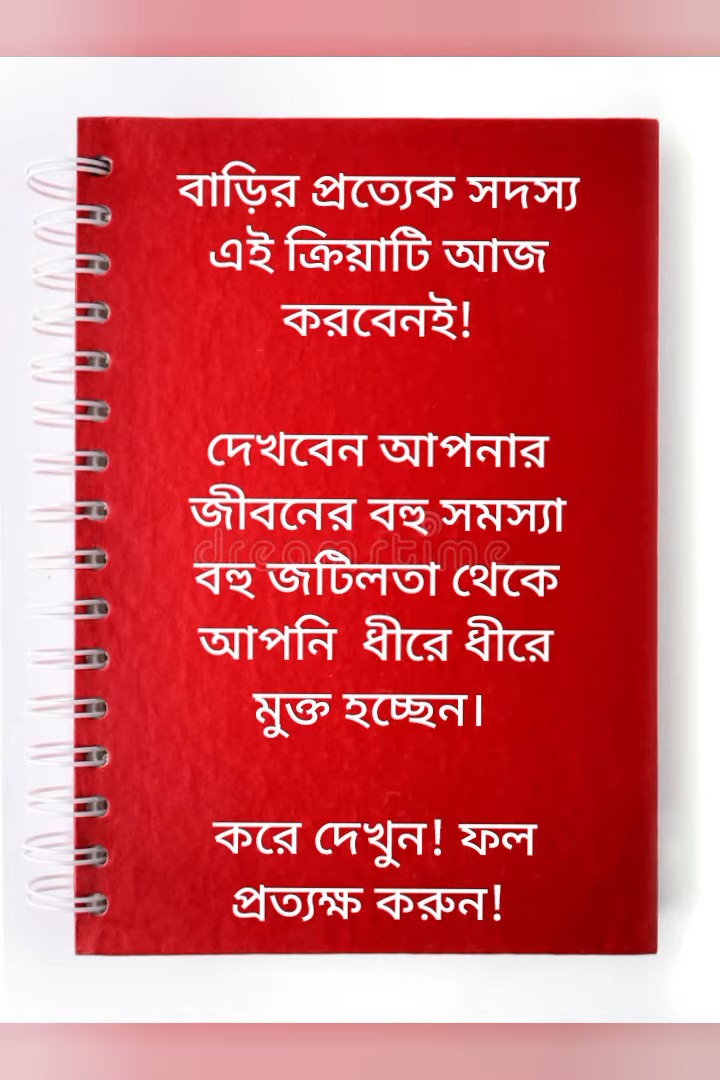 বাড়ির প্রত্যেক সদস্য
এই ক্রিয়াটি আজ
করবেনই!
দেখবেন আপনার
জীবনের বহু সমস্যা
dreamstime
বহু জটিলতা থেকে
আপনি ধীরে ধীরে
মুক্ত হচ্ছেন।
করে দেখুন! ফল
প্রত্যক্ষ করুন!